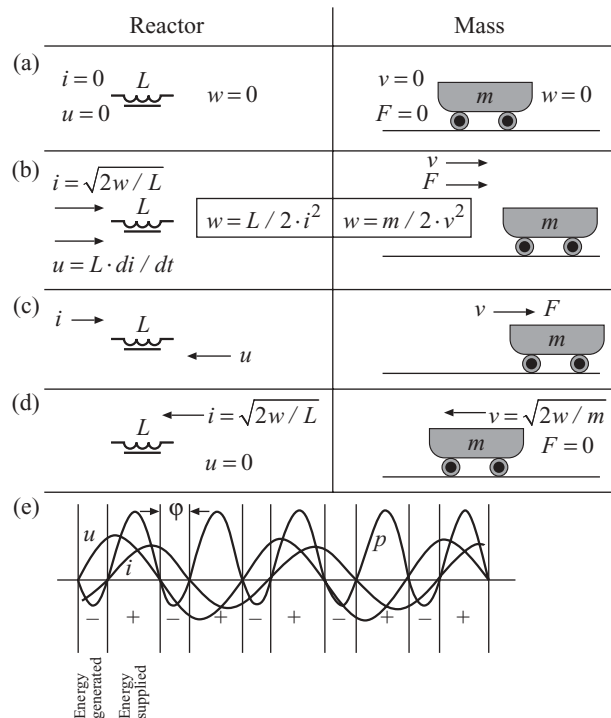 Reactor Mass
(a)
i = 0 L v = 0
w = 0 m w = 0
u = 0 F = 0
(b)
v
i = √2w / L F
L
w = L / 2 · i² w = m / 2 · v² m
u = L · di / dt
(c)
i L v F
u m
(d)
L i = √2w / L v = √2w / m
u = 0 m F = 0
(e)
φ
u i p
− + − + − + − + − +
Energy generated
Energy supplied